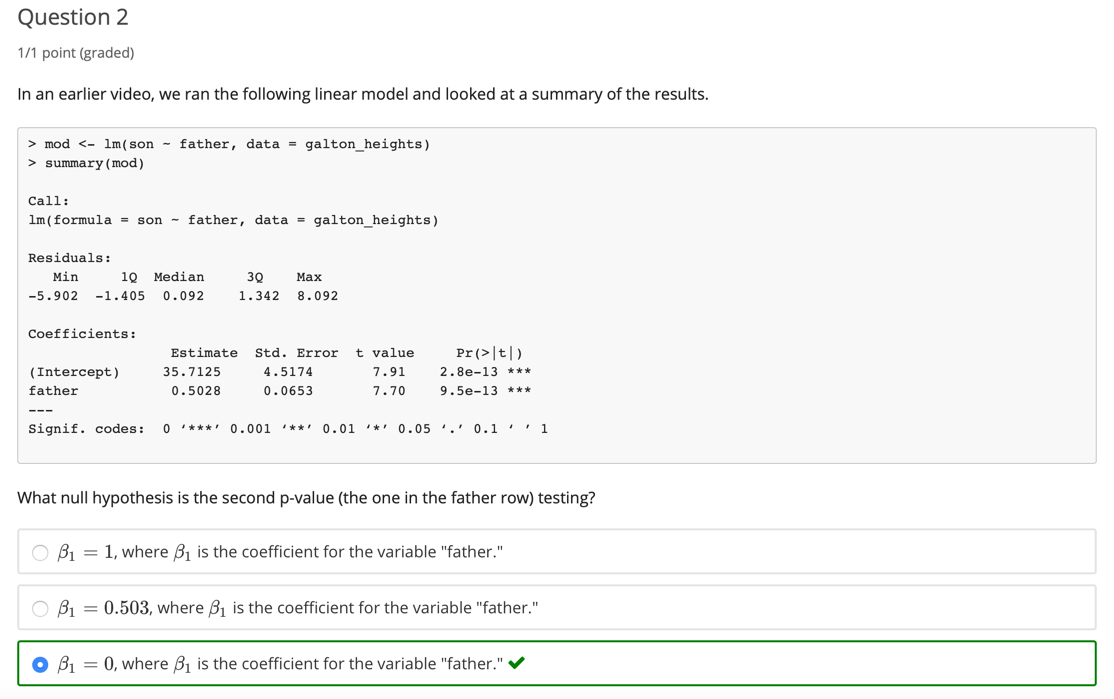 Question 2
1/1 point (graded)
In an earlier video, we ran the following linear model and looked at a summary of the results.
> mod <- lm(son ~ father, data = galton_heights)
> summary(mod)
Call:
lm(formula = son ~ father, data = galton_heights)
Residuals:
   Min     1Q  Median     3Q    Max
-5.902  -1.405  0.092    1.342  8.092
Coefficients:
                 Estimate  Std. Error  t value     Pr(>|t|)
(Intercept)     35.7125     4.5174       7.91    2.8e-13 ***
father           0.5028     0.0653       7.70    9.5e-13 ***
---
Signif. codes:  0 ‘***’ 0.001 ‘**’ 0.01 ‘*’ 0.05 ‘.’ 0.1 ‘ ’ 1
What null hypothesis is the second p-value (the one in the father row) testing?
β₁ = 1, where β₁ is the coefficient for the variable "father."
β₁ = 0.503, where β₁ is the coefficient for the variable "father."
β₁ = 0, where β₁ is the coefficient for the variable "father."